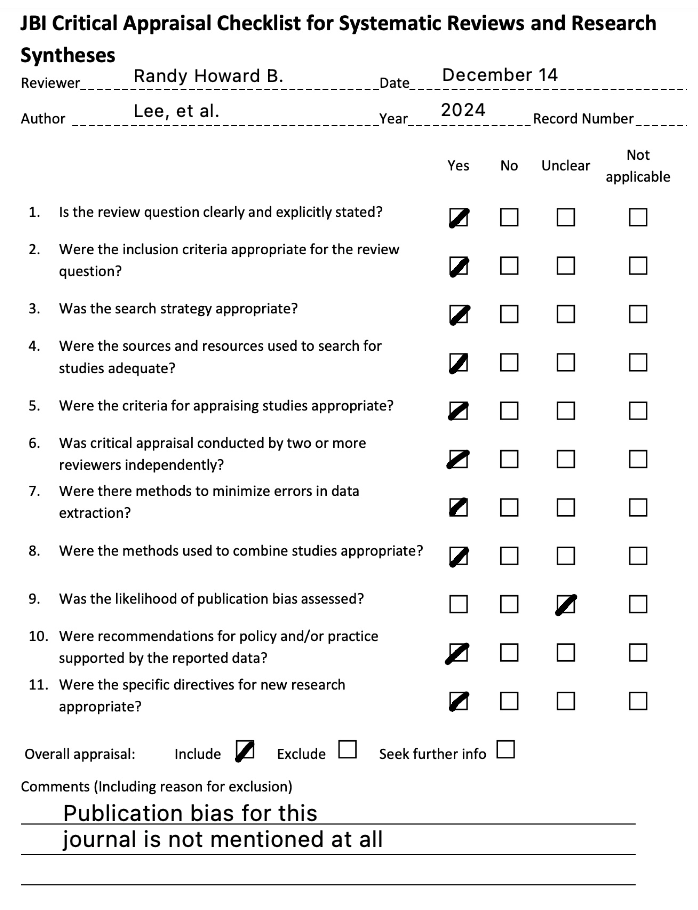 JBI Critical Appraisal Checklist for Systematic Reviews and Research
Syntheses
Reviewer Randy Howard B. Date December 14
Author Lee, et al. Year 2024 Record Number
Yes No Unclear Not applicable
1. Is the review question clearly and explicitly stated?
2. Were the inclusion criteria appropriate for the review
question?
3. Was the search strategy appropriate?
4. Were the sources and resources used to search for
studies adequate?
5. Were the criteria for appraising studies appropriate?
6. Was critical appraisal conducted by two or more
reviewers independently?
7. Were there methods to minimize errors in data
extraction?
8. Were the methods used to combine studies appropriate?
9. Was the likelihood of publication bias assessed?
10. Were recommendations for policy and/or practice
supported by the reported data?
11. Were the specific directives for new research
appropriate?
Overall appraisal: Include Exclude Seek further info
Comments (Including reason for exclusion)
Publication bias for this
journal is not mentioned at all